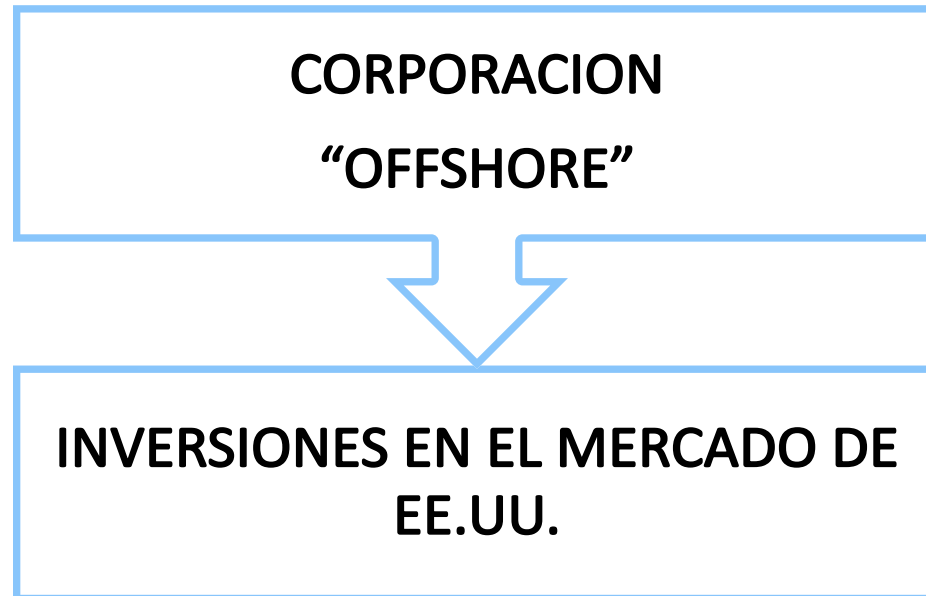 CORPORACION
“OFFSHORE”
INVERSIONES EN EL MERCADO DE
EE.UU.